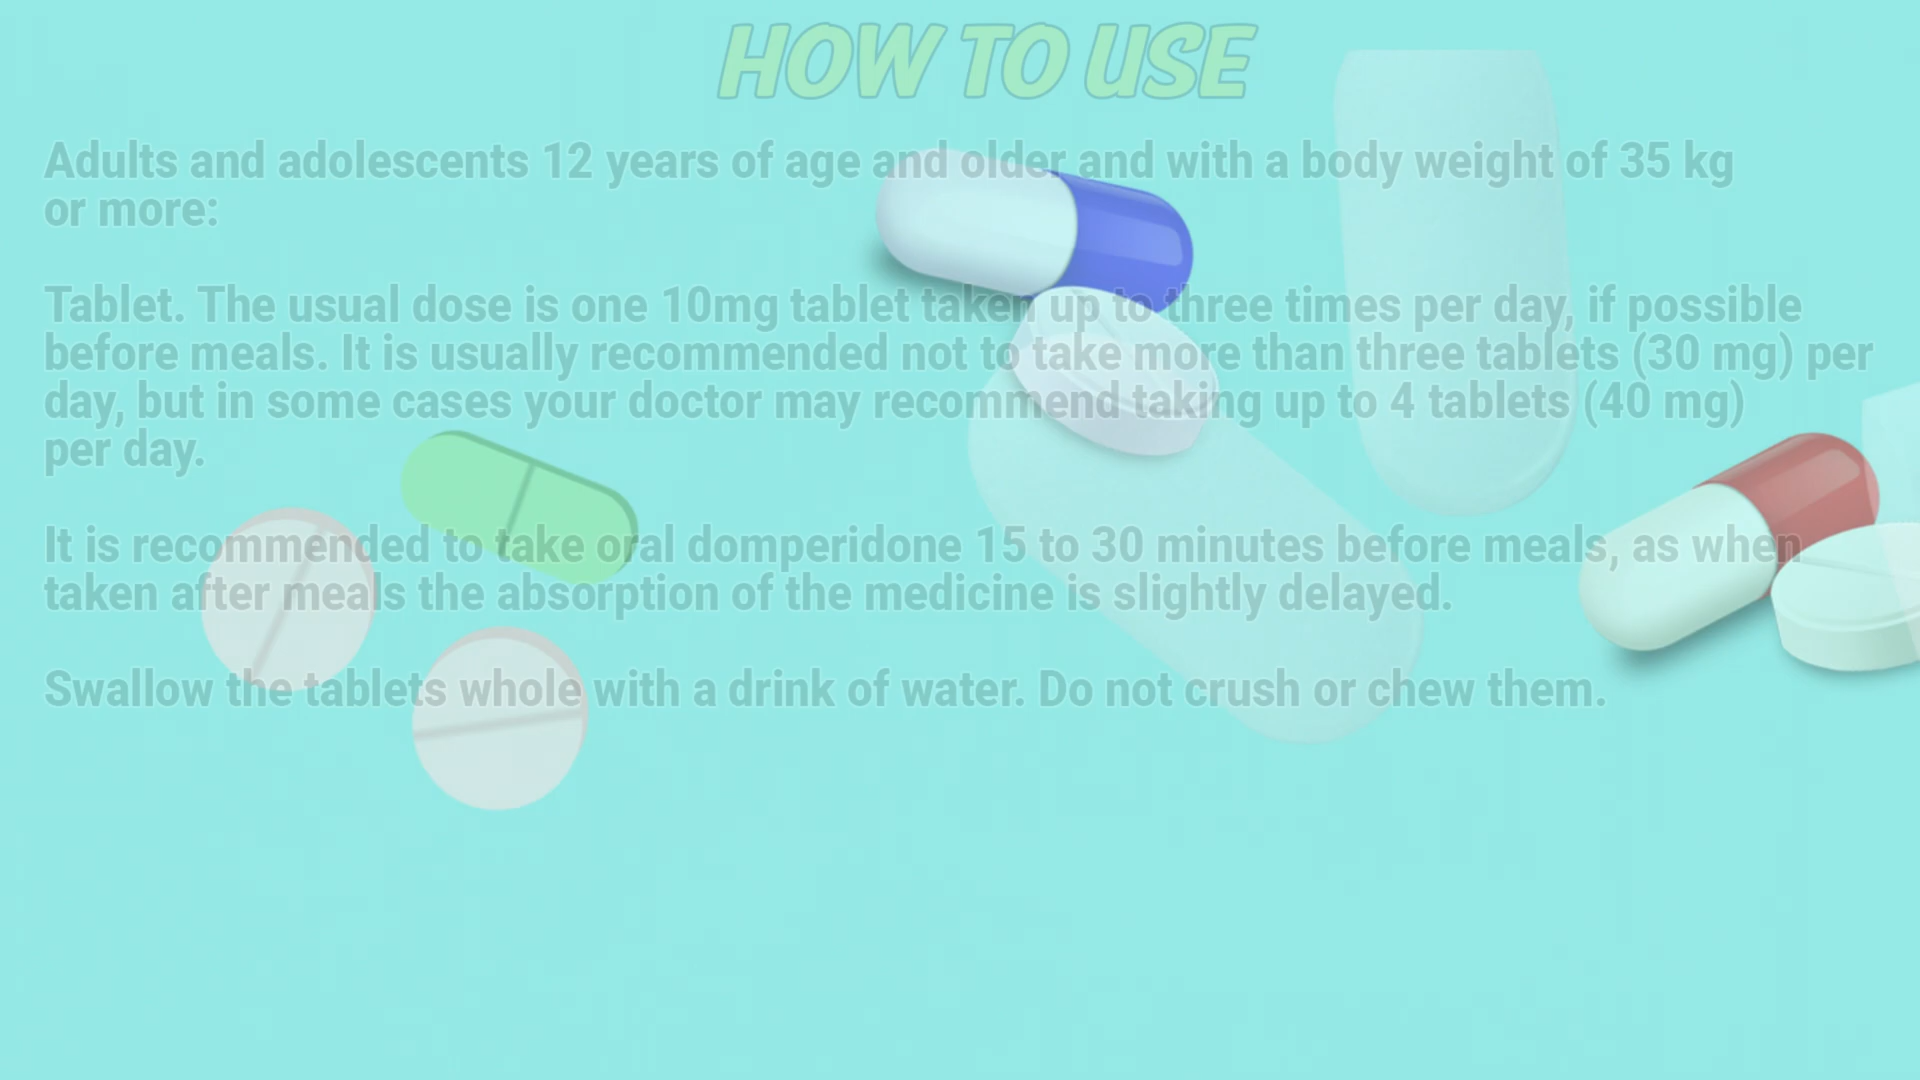 HOW TO USE
Adults and adolescents 12 years of age and older and with a body weight of 35 kg
or more:
Tablet. The usual dose is one 10mg tablet taken up to three times per day, if possible
before meals. It is usually recommended not to take more than three tablets (30 mg) per
day, but in some cases your doctor may recommend taking up to 4 tablets (40 mg)
per day.
It is recommended to take oral domperidone 15 to 30 minutes before meals, as when
taken after meals the absorption of the medicine is slightly delayed.
Swallow the tablets whole with a drink of water. Do not crush or chew them.